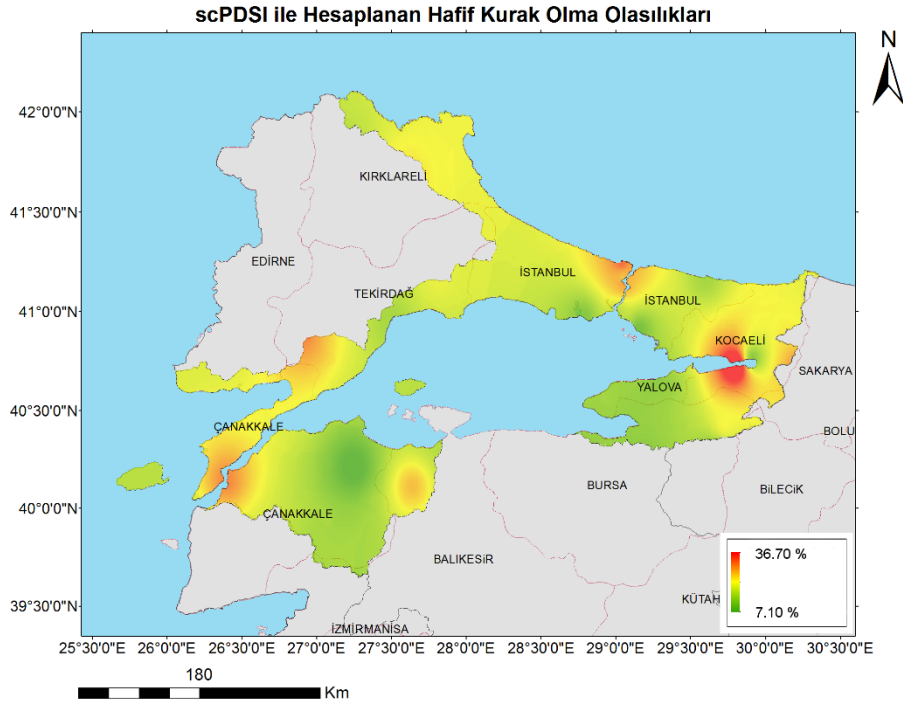 scPDSI ile Hesaplanan Hafif Kurak Olma Olasılıkları
N
42°0'0"N
41°30'0"N
41°0'0"N
40°30'0"N
40°0'0"N
39°30'0"N
KIRKLARELİ
EDİRNE
İSTANBUL
TEKİRDAĞ
İSTANBUL
KOCAELİ
SAKARYA
YALOVA
ÇANAKKALE
BOLU
BURSA
BİLECİK
ÇANAKKALE
BALIKESİR
KÜTAH
İZMİRMANİSA
36.70 %
7.10 %
25°30'0"E 26°0'0"E 26°30'0"E 27°0'0"E 27°30'0"E 28°0'0"E 28°30'0"E 29°0'0"E 29°30'0"E 30°0'0"E 30°30'0"E
180
Km